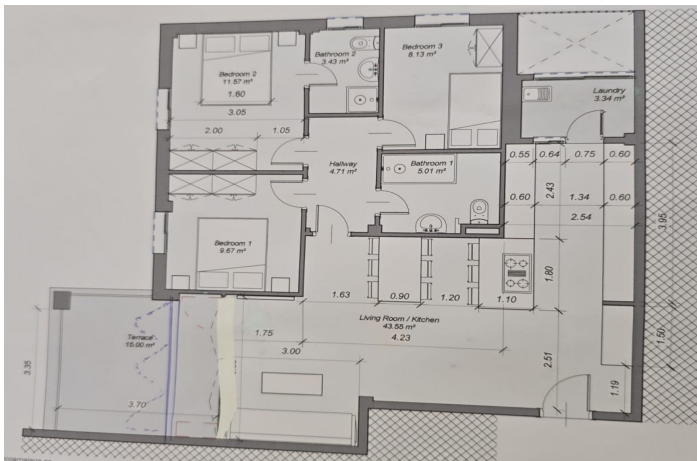 Bedroom 2
11.57 m²
1.60
3.05
2.00
1.05
Bathroom 2
3.43 m²
Bedroom 3
8.13 m²
Laundry
3.34 m²
Hallway
4.71 m²
Bathroom 1
5.01 m²
0.55
0.64
0.75
0.60
0.60
2.43
1.34
0.60
2.54
3.95
Bedroom 1
9.67 m²
1.80
1.63
0.90
1.20
1.10
Living Room / Kitchen
43.55 m²
4.23
1.75
3.00
2.51
1.50
1.19
Terrace
15.00 m²
3.35
3.70